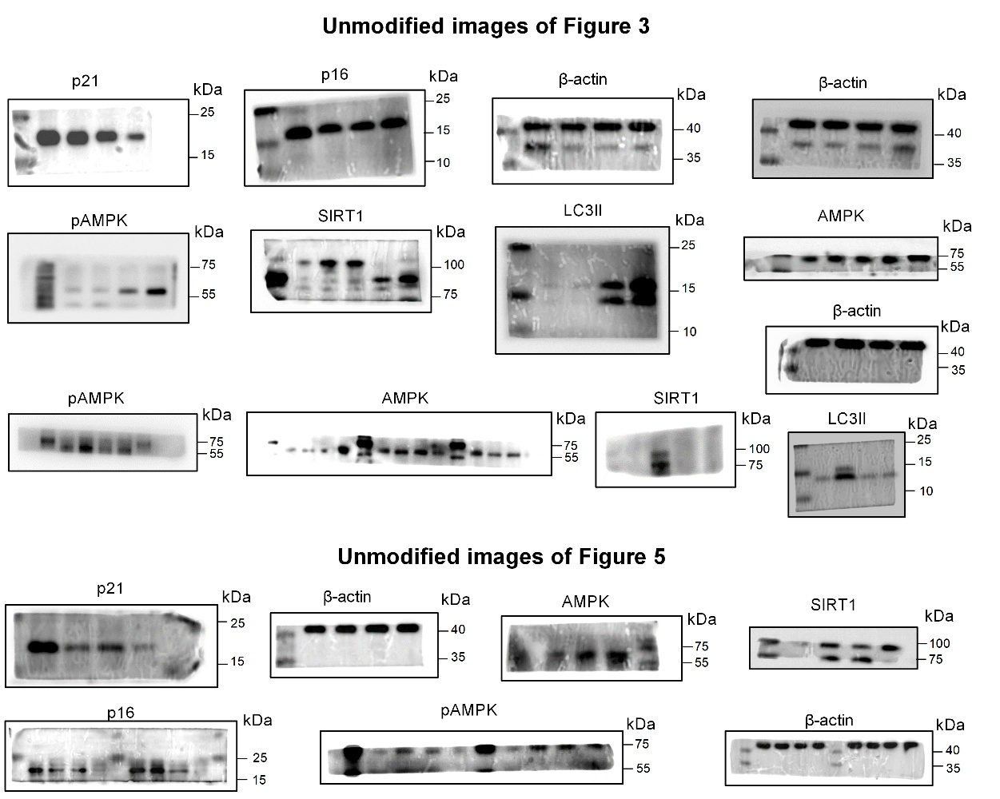 Unmodified images of Figure 3
p21
kDa
25
15
p16
kDa
25
15
10
β-actin
kDa
40
35
β-actin
kDa
40
35
pAMPK
kDa
75
55
SIRT1
kDa
100
75
LC3II
kDa
25
15
10
AMPK
kDa
75
55
β-actin
kDa
40
35
pAMPK
kDa
75
55
AMPK
kDa
75
55
SIRT1
kDa
100
75
LC3II
kDa
25
15
10
Unmodified images of Figure 5
p21
kDa
25
15
β-actin
kDa
40
35
AMPK
kDa
75
55
SIRT1
kDa
100
75
p16
kDa
25
15
pAMPK
kDa
75
55
β-actin
kDa
40
35